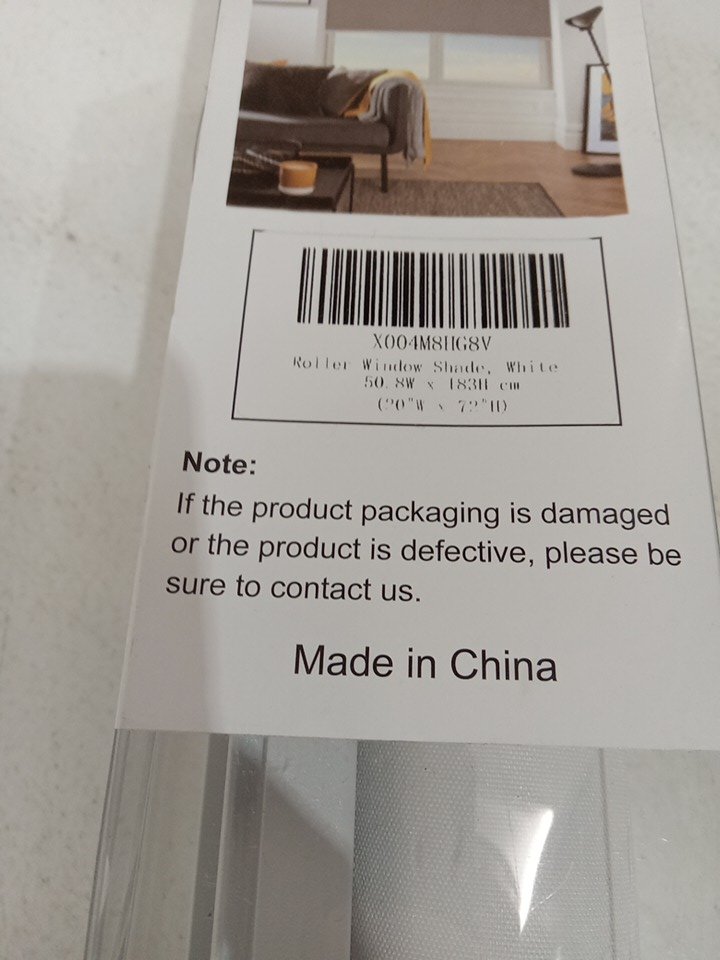 X004M8HG8V
Roller Window Shade, White
50.8W x 183H cm
(20"W x 72"H)
Note:
If the product packaging is damaged
or the product is defective, please be
sure to contact us.
Made in China